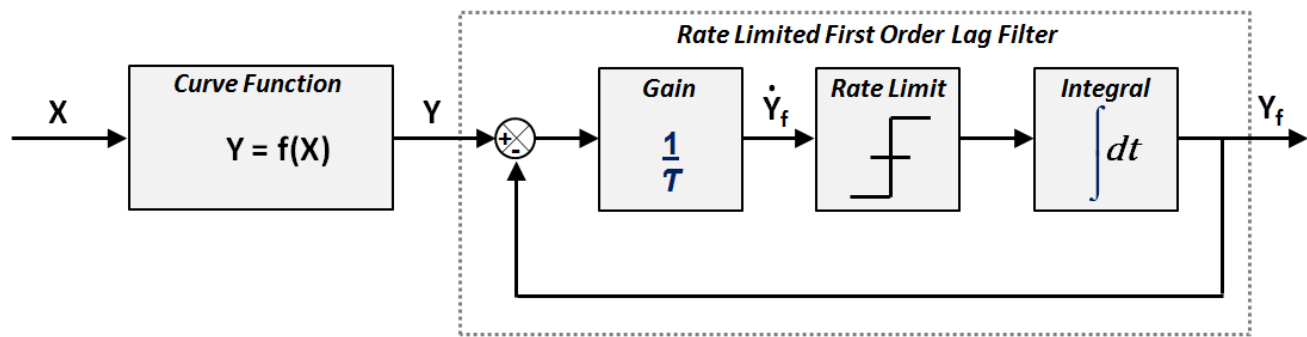 Rate Limited First Order Lag Filter
X
Curve Function
Y = f(X)
Y
+
-
Gain
1
τ
Ẏf
Rate Limit
Integral
∫dt
Yf